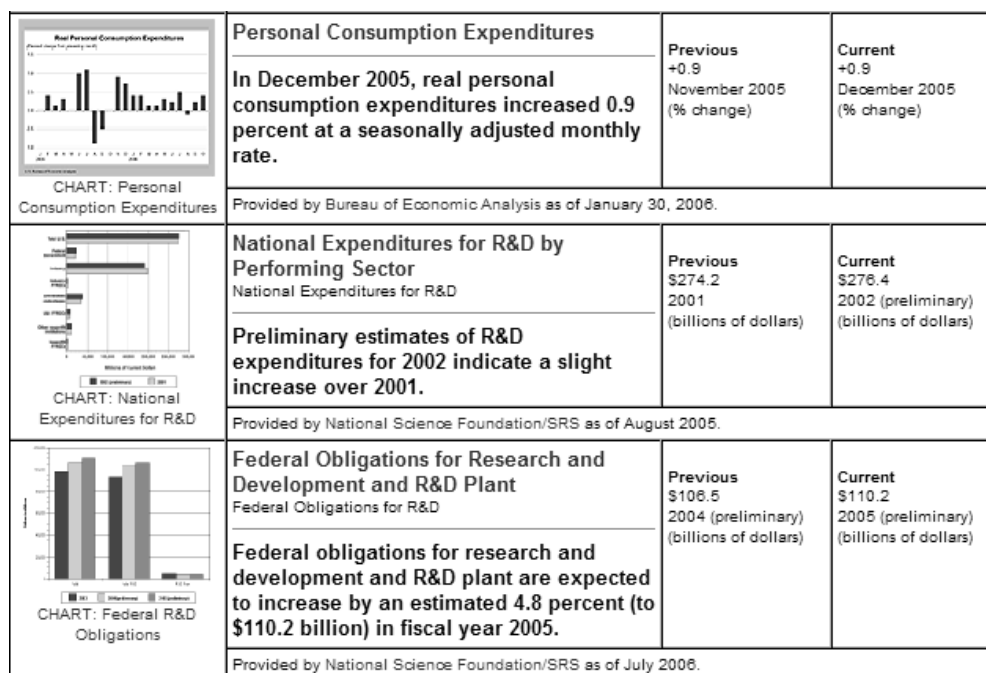 Real Personal Consumption Expenditures
CHART: Personal
Consumption Expenditures
Personal Consumption Expenditures
In December 2005, real personal
consumption expenditures increased 0.9
percent at a seasonally adjusted monthly
rate.
Previous
+0.9
November 2005
(% change)
Current
+0.9
December 2005
(% change)
Provided by Bureau of Economic Analysis as of January 30, 2006.
CHART: National
Expenditures for R&D
National Expenditures for R&D by
Performing Sector
National Expenditures for R&D
Preliminary estimates of R&D
expenditures for 2002 indicate a slight
increase over 2001.
Previous
$274.2
2001
(billions of dollars)
Current
$276.4
2002 (preliminary)
(billions of dollars)
Provided by National Science Foundation/SRS as of August 2005.
CHART: Federal R&D
Obligations
Federal Obligations for Research and
Development and R&D Plant
Federal Obligations for R&D
Federal obligations for research and
development and R&D plant are expected
to increase by an estimated 4.8 percent (to
$110.2 billion) in fiscal year 2005.
Previous
$106.5
2004 (preliminary)
(billions of dollars)
Current
$110.2
2005 (preliminary)
(billions of dollars)
Provided by National Science Foundation/SRS as of July 2006.